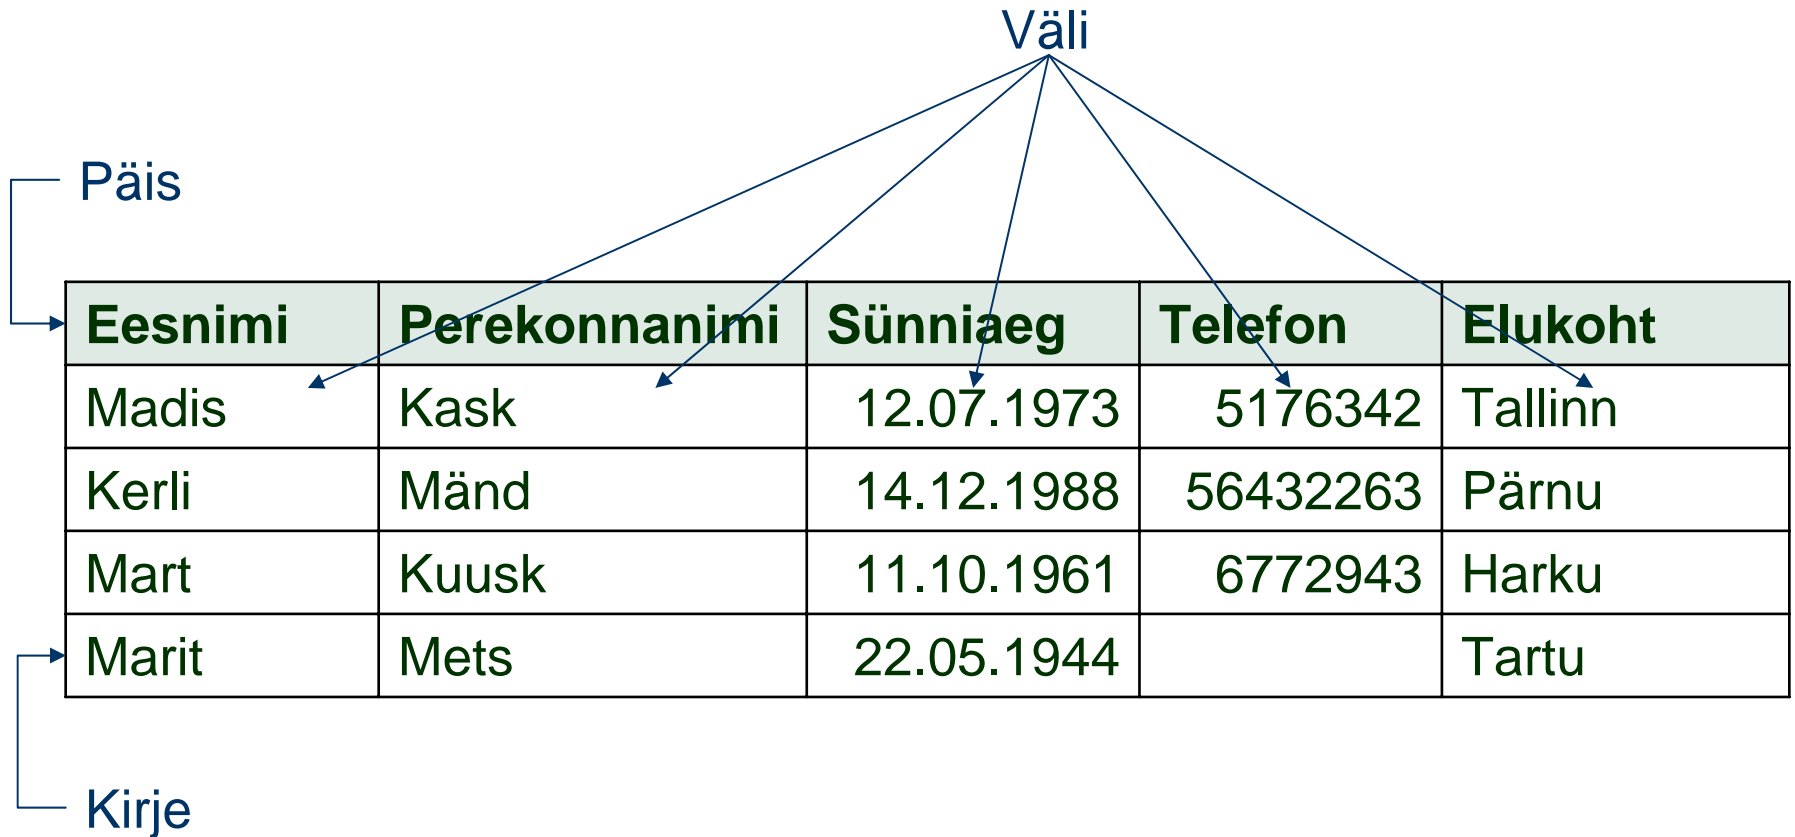 Väli
Päis
Eesnimi Perekonnanimi Sünniaeg Telefon Elukoht
Madis Kask 12.07.1973 5176342 Tallinn
Kerli Mänd 14.12.1988 56432263 Pärnu
Mart Kuusk 11.10.1961 6772943 Harku
Marit Mets 22.05.1944 Tartu
Kirje